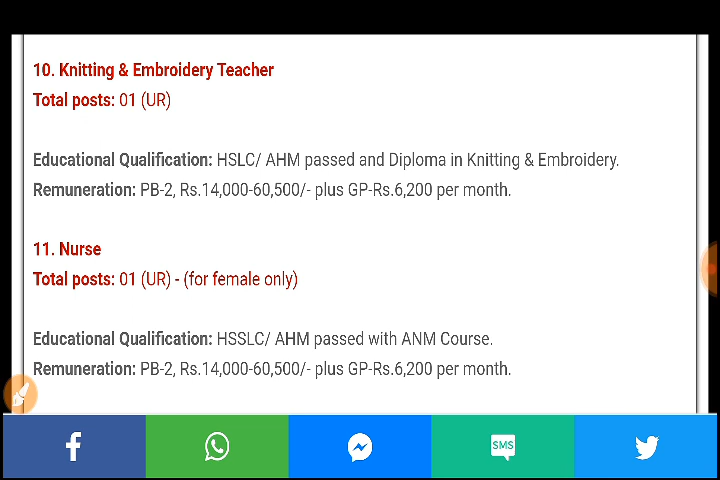 10. Knitting & Embroidery Teacher
Total posts: 01 (UR)
Educational Qualification: HSLC/ AHM passed and Diploma in Knitting & Embroidery.
Remuneration: PB-2, Rs.14,000-60,500/- plus GP-Rs.6,200 per month.
11. Nurse
Total posts: 01 (UR) - (for female only)
Educational Qualification: HSSLC/ AHM passed with ANM Course.
Remuneration: PB-2, Rs.14,000-60,500/- plus GP-Rs.6,200 per month.
SMS